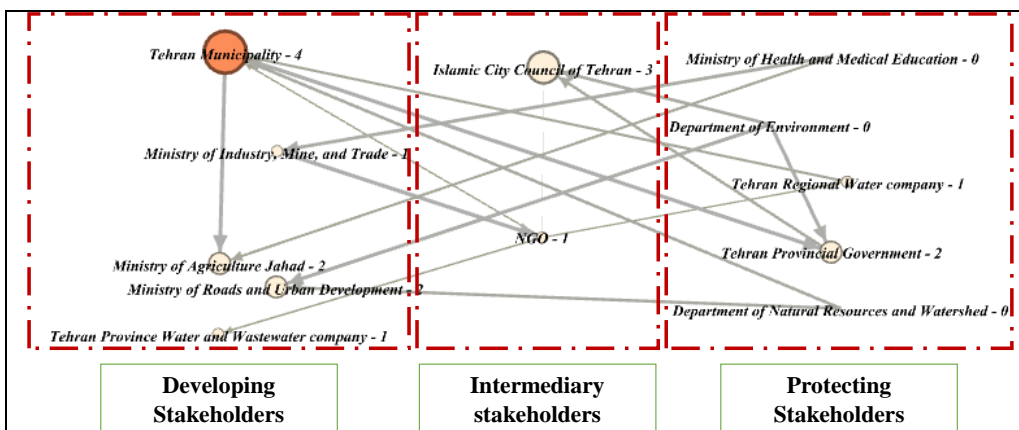 Tehran Municipality - 4
Ministry of Industry, Mine, and Trade - 1
Ministry of Agriculture Jahad - 2
Ministry of Roads and Urban Development - 2
Tehran Province Water and Wastewater company - 1
Islamic City Council of Tehran - 3
NGO - 1
Ministry of Health and Medical Education - 0
Department of Environment - 0
Tehran Regional Water company - 1
Tehran Provincial Government - 2
Department of Natural Resources and Watershed - 0
Developing
Stakeholders
Intermediary
stakeholders
Protecting
Stakeholders